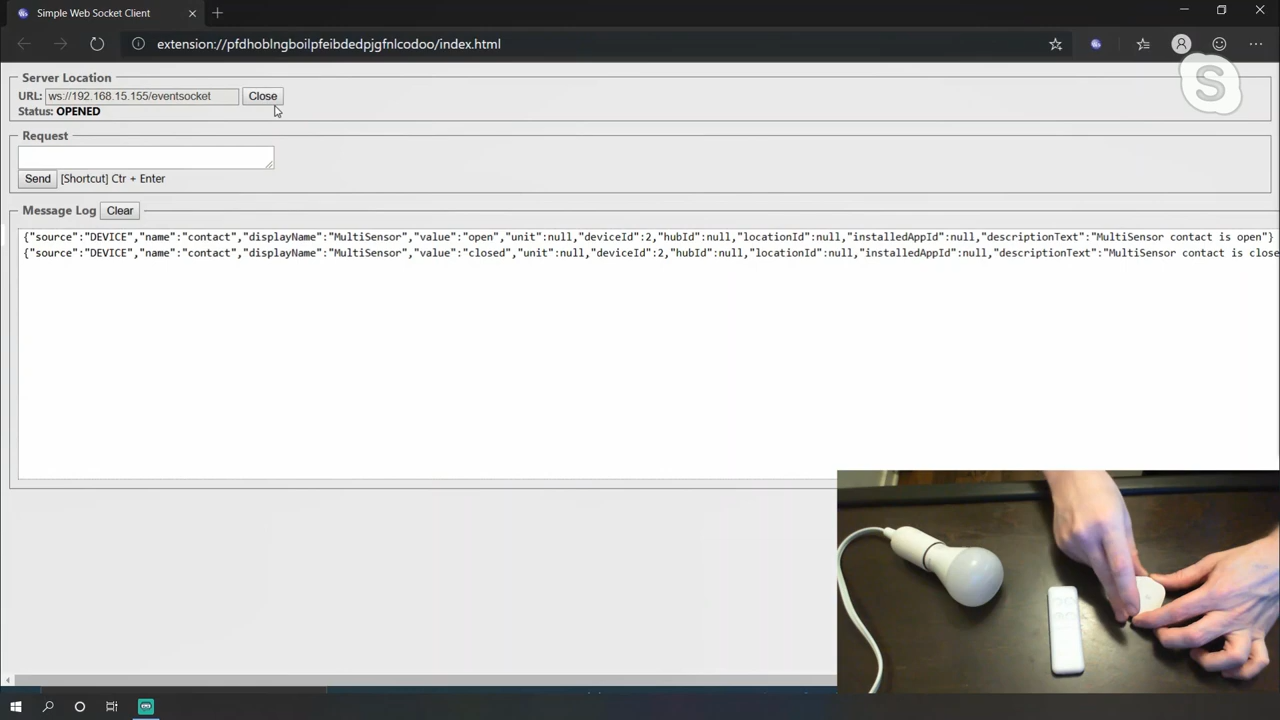 Simple Web Socket Client
extension://pfdhoblngboilpfeibdedpjgfnlcodoo/index.html
Server Location
URL: ws://192.168.15.155/eventsocket Close
Status: OPENED
Request
Send [Shortcut] Ctr + Enter
Message Log Clear
{"source":"DEVICE","name":"contact","displayName":"MultiSensor","value":"open","unit":null,"deviceId":2,"hubId":null,"locationId":null,"installedAppId":null,"descriptionText":"MultiSensor contact is open"}
{"source":"DEVICE","name":"contact","displayName":"MultiSensor","value":"closed","unit":null,"deviceId":2,"hubId":null,"locationId":null,"installedAppId":null,"descriptionText":"MultiSensor contact is close